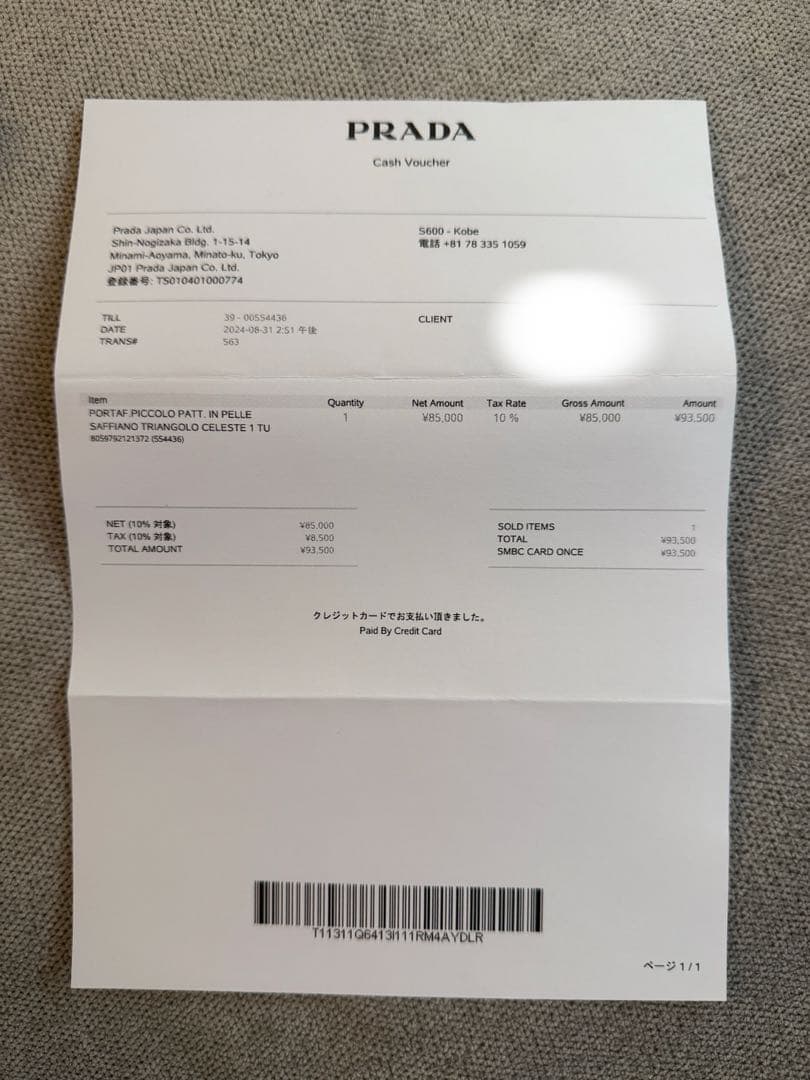 PRADA
Cash Voucher
Prada Japan Co. Ltd.
Shin-Nogizaka Bldg. 1-15-14
Minami-Aoyama, Minato-ku, Tokyo
JP01 Prada Japan Co. Ltd.
登録番号: TS010401000774
S600 - Kobe
電話 +81 78 335 1059
TILL 39 - 00554436
DATE 2024-08-31 2:51 午後
TRANS# 563
CLIENT
Item Quantity Net Amount Tax Rate Gross Amount Amount
PORTAF.PICCOLO PATT. IN PELLE 1 ¥85,000 10 % ¥85,000 ¥93,500
SAFFIANO TRIANGOLO CELESTE 1 TU
8059792121372 (554436)
NET (10% 対象) ¥85,000
TAX (10% 対象) ¥8,500
TOTAL AMOUNT ¥93,500
SOLD ITEMS 1
TOTAL ¥93,500
SMBC CARD ONCE ¥93,500
クレジットカードでお支払い頂きました。
Paid By Credit Card
T11311Q6413I111RM4AYDLR
ページ 1 / 1